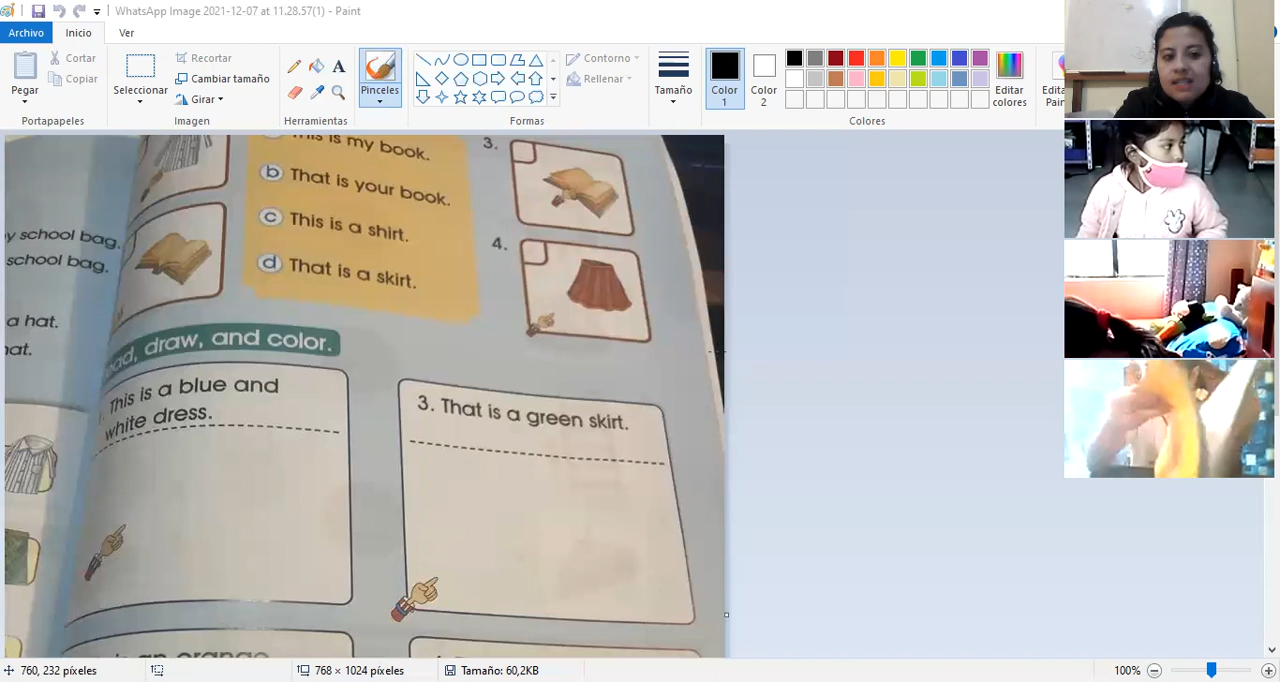 WhatsApp Image 2021-12-07 at 11.28.57(1) - Paint
Archivo Inicio Ver
Pegar
Cortar
Copiar
Portapapeles
Seleccionar
Recortar
Cambiar tamaño
Girar
Imagen
A
Herramientas
Pinceles
Formas
Contorno
Rellenar
Tamaño
Color
1
Color
2
Editar
colores
Colores
y school bag.
school bag.
a hat.
This is my book.
b That is your book.
c This is a shirt.
d That is a skirt.
3.
4.
draw, and color.
This is a blue and
white dress.
3. That is a green skirt.
an orange
760, 232 píxeles
768 × 1024 píxeles
Tamaño: 60,2KB
100%